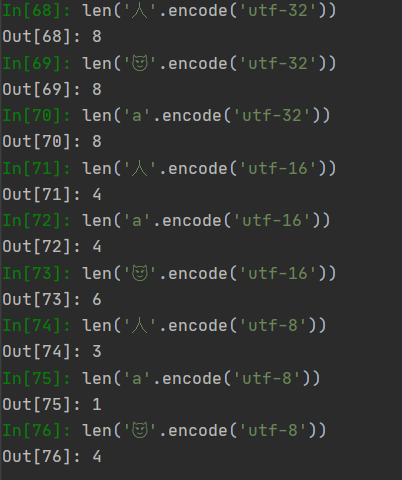 In[68]: len('人'.encode('utf-32'))
Out[68]: 8
In[69]: len('😈'.encode('utf-32'))
Out[69]: 8
In[70]: len('a'.encode('utf-32'))
Out[70]: 8
In[71]: len('人'.encode('utf-16'))
Out[71]: 4
In[72]: len('a'.encode('utf-16'))
Out[72]: 4
In[73]: len('😈'.encode('utf-16'))
Out[73]: 6
In[74]: len('人'.encode('utf-8'))
Out[74]: 3
In[75]: len('a'.encode('utf-8'))
Out[75]: 1
In[76]: len('😈'.encode('utf-8'))
Out[76]: 4